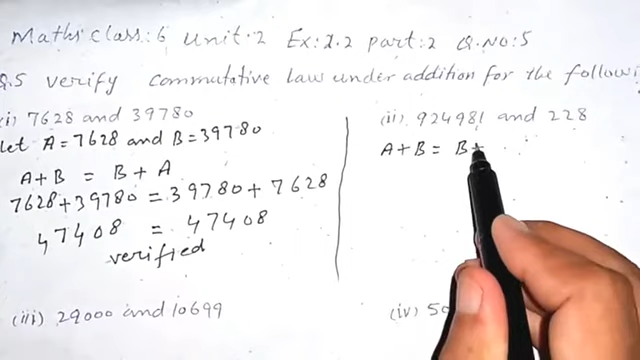 Maths class:6 Unit.2 Ex:2.2 part:2 Q.NO:5
Q.5 verify commutative law under addition for the
(i) 7628 and 39780
Let A=7628 and B=39780
A+B = B+A
7628+39780 = 39780+7628
47408 = 47408
verified
(ii) 924981 and 228
A+B = B+
(iii) 29000 and 10699
(iv)